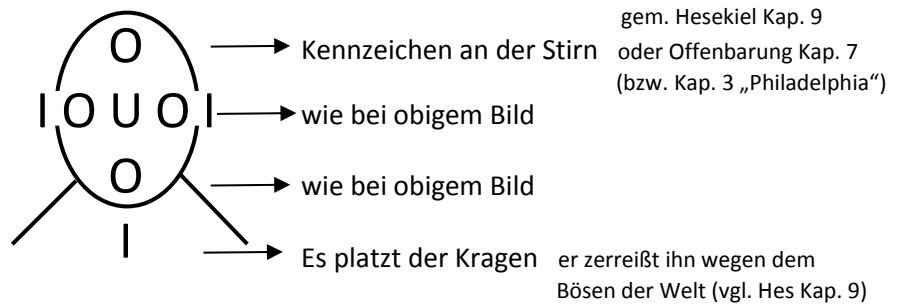 gem. Hesekiel Kap. 9
O Kennzeichen an der Stirn oder Offenbarung Kap. 7
(bzw. Kap. 3 „Philadelphia“)
I O U O I wie bei obigem Bild
O wie bei obigem Bild
I Es platzt der Kragen er zerreißt ihn wegen dem
Bösen der Welt (vgl. Hes Kap. 9)